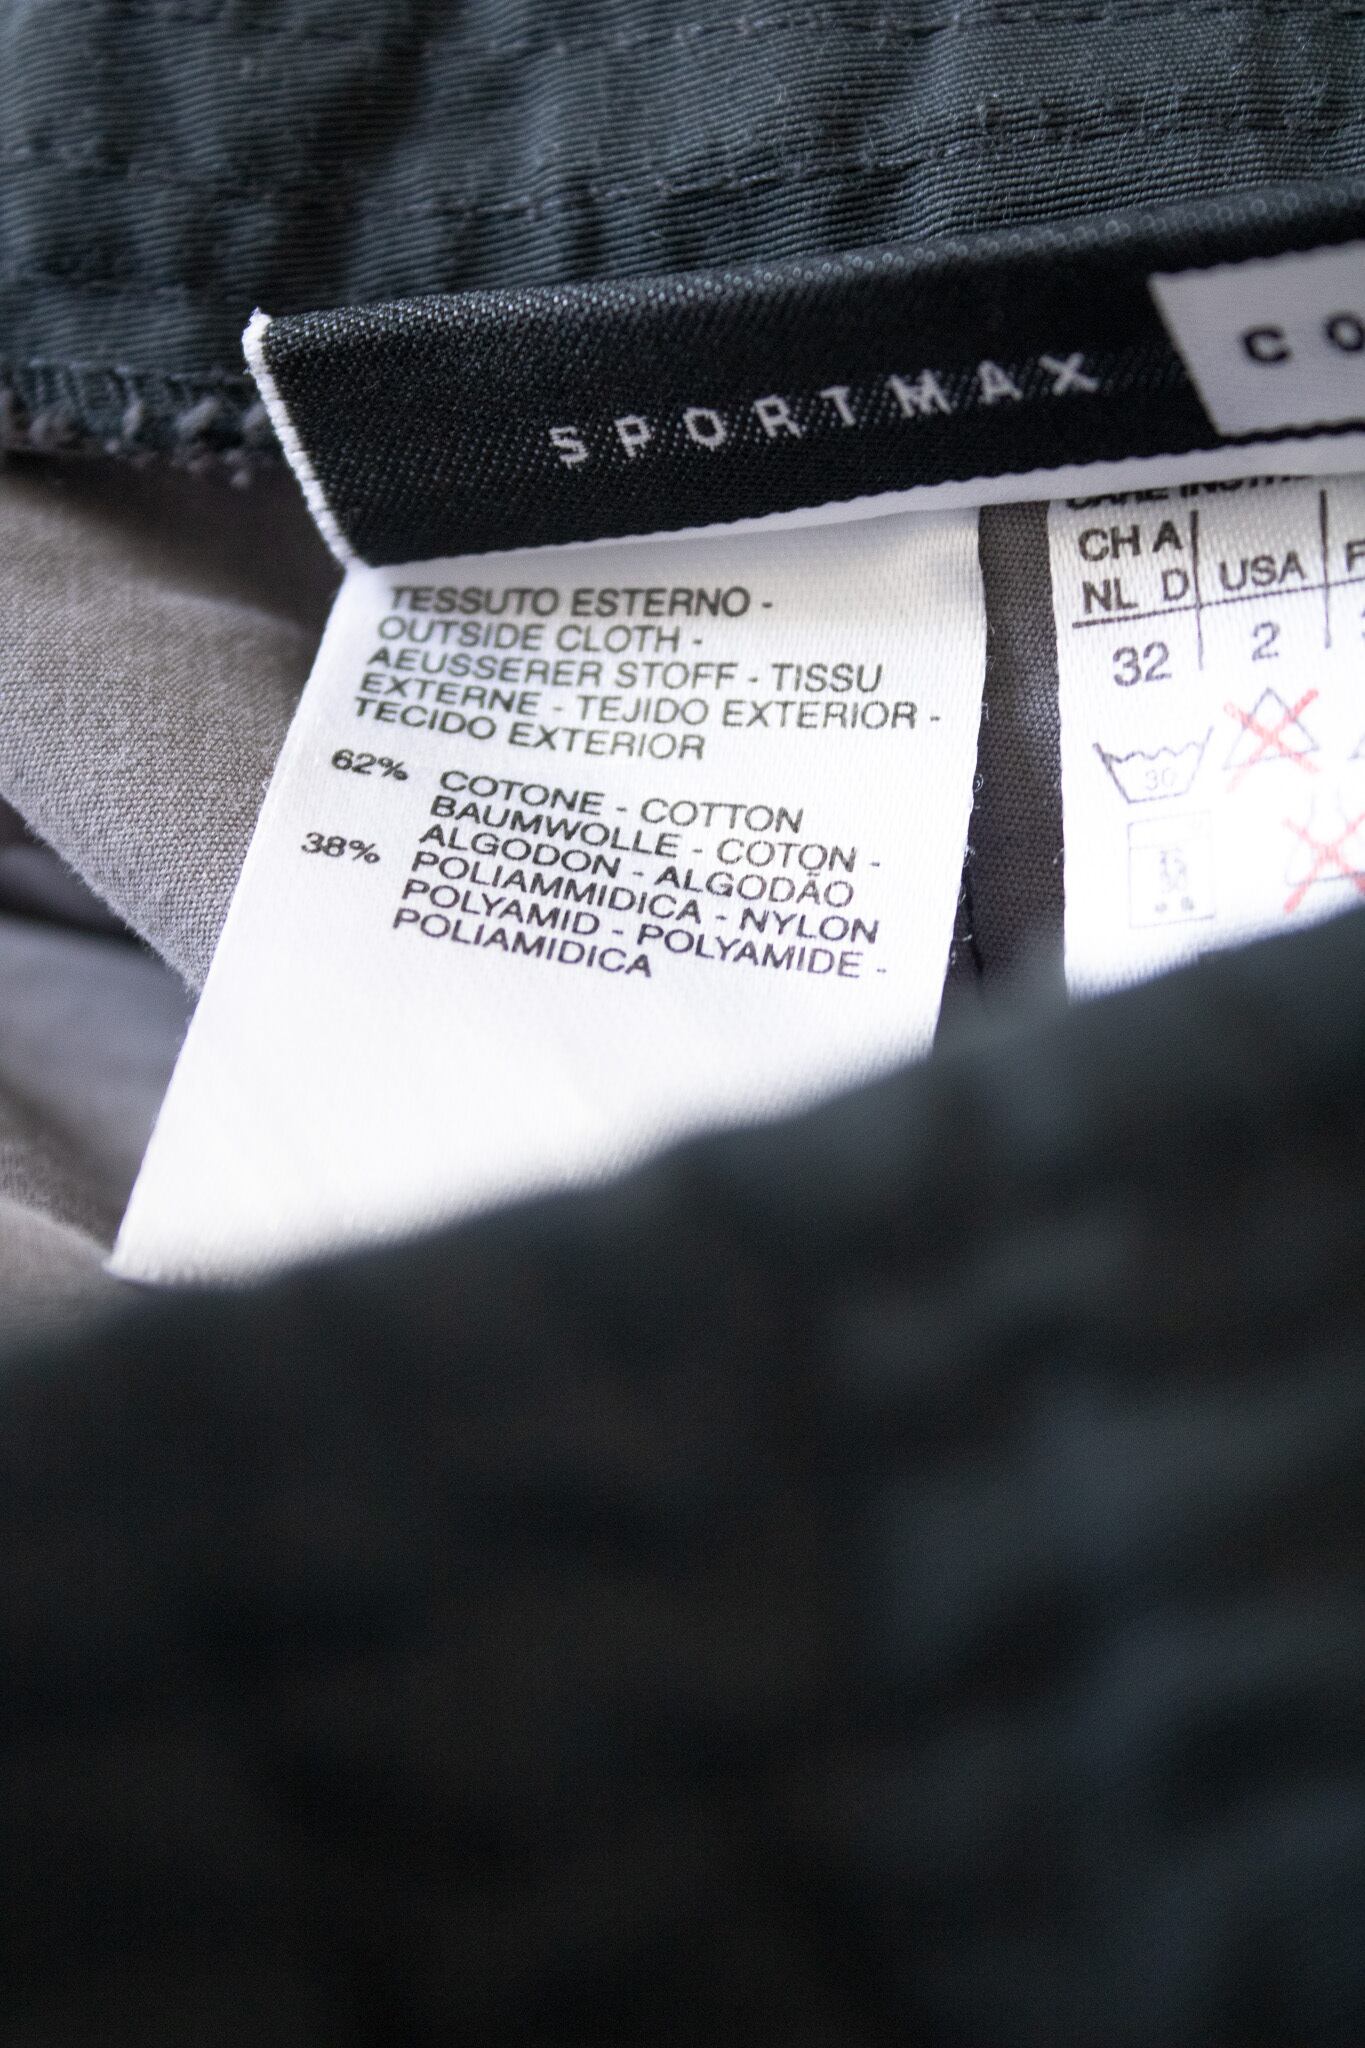 SPORTMAX
TESSUTO ESTERNO -
OUTSIDE CLOTH -
AEUSSERER STOFF - TISSU
EXTERNE - TEJIDO EXTERIOR -
TECIDO EXTERIOR
62% COTONE - COTTON
BAUMWOLLE - COTON -
ALGODON - ALGODÃO
38% POLIAMMIDICA - NYLON
POLYAMID - POLYAMIDE -
POLIAMIDICA
CH A
NL D
USA
32
2
30